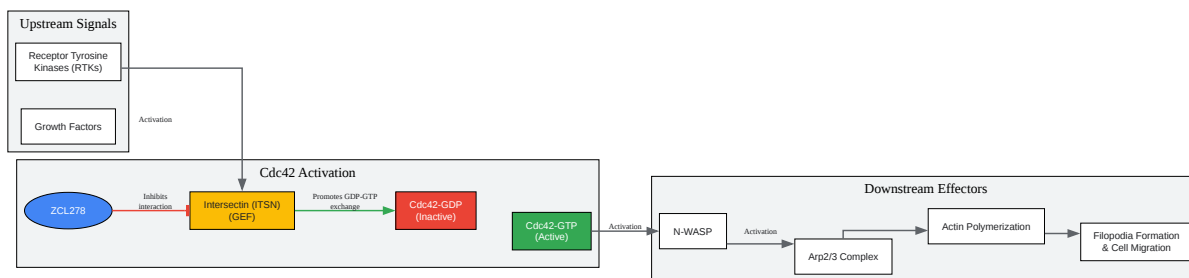 Upstream Signals
Receptor Tyrosine
Kinases (RTKs)
Growth Factors
Activation
Cdc42 Activation
ZCL278
Inhibits
interaction
Intersectin (ITSN)
(GEF)
Promotes GDP-GTP
exchange
Cdc42-GDP
(Inactive)
Cdc42-GTP
(Active)
Activation
Downstream Effectors
N-WASP
Activation
Arp2/3 Complex
Actin Polymerization
Filopodia Formation
& Cell Migration